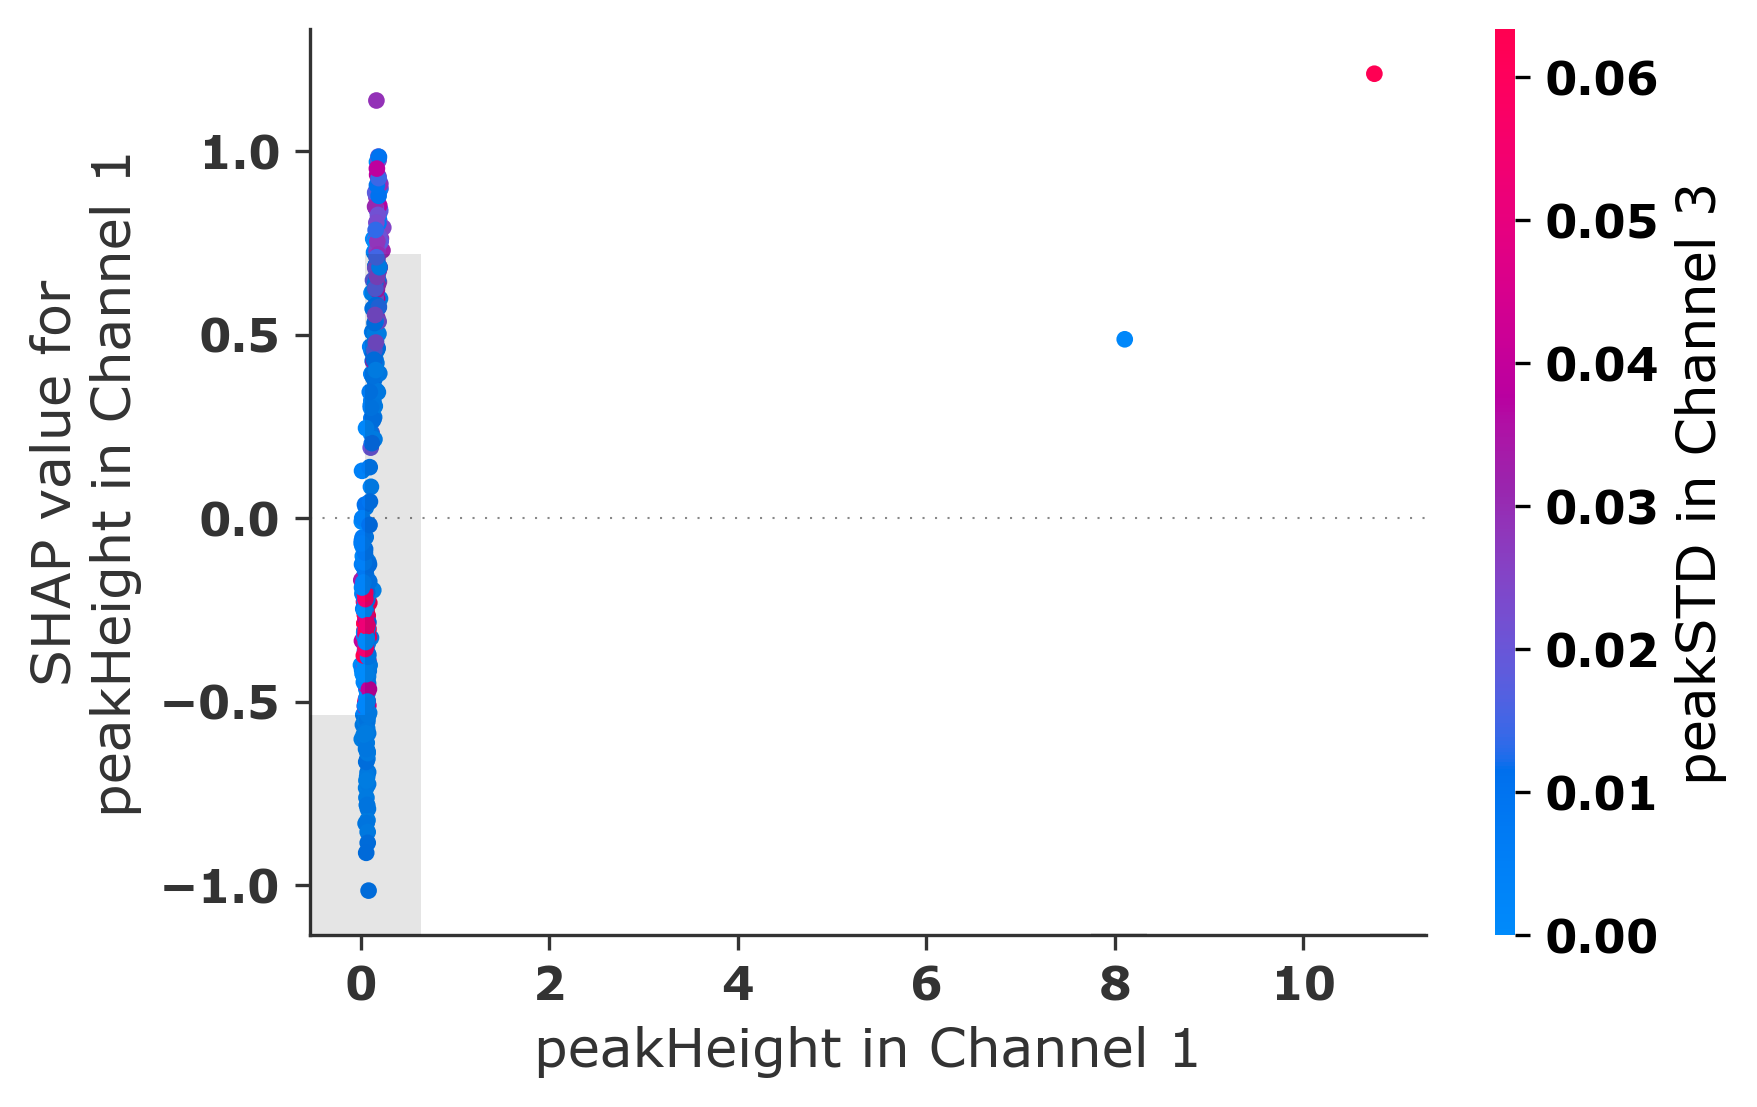 SHAP value for
peakHeight in Channel 1
1.0
0.5
0.0
−0.5
−1.0
0 2 4 6 8 10
peakHeight in Channel 1
0.06
0.05
0.04
0.03
0.02
0.01
0.00
peakSTD in Channel 3